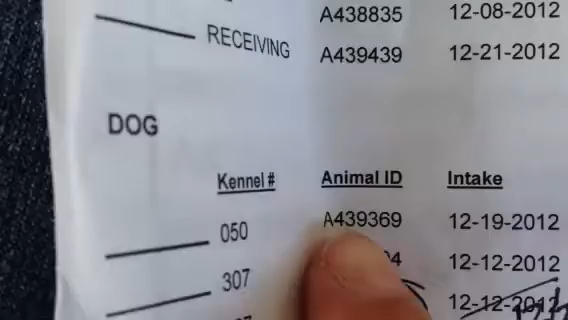 A438835 12-08-2012
RECEIVING A439439 12-21-2012
DOG
Kennel # Animal ID Intake
050 A439369 12-19-2012
307 4 12-12-2012
12-12-2012